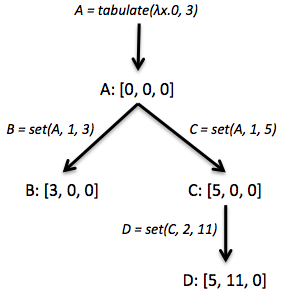 A = tabulate(λx.0, 3)
A: [0, 0, 0]
B = set(A, 1, 3)
C = set(A, 1, 5)
B: [3, 0, 0]
C: [5, 0, 0]
D = set(C, 2, 11)
D: [5, 11, 0]